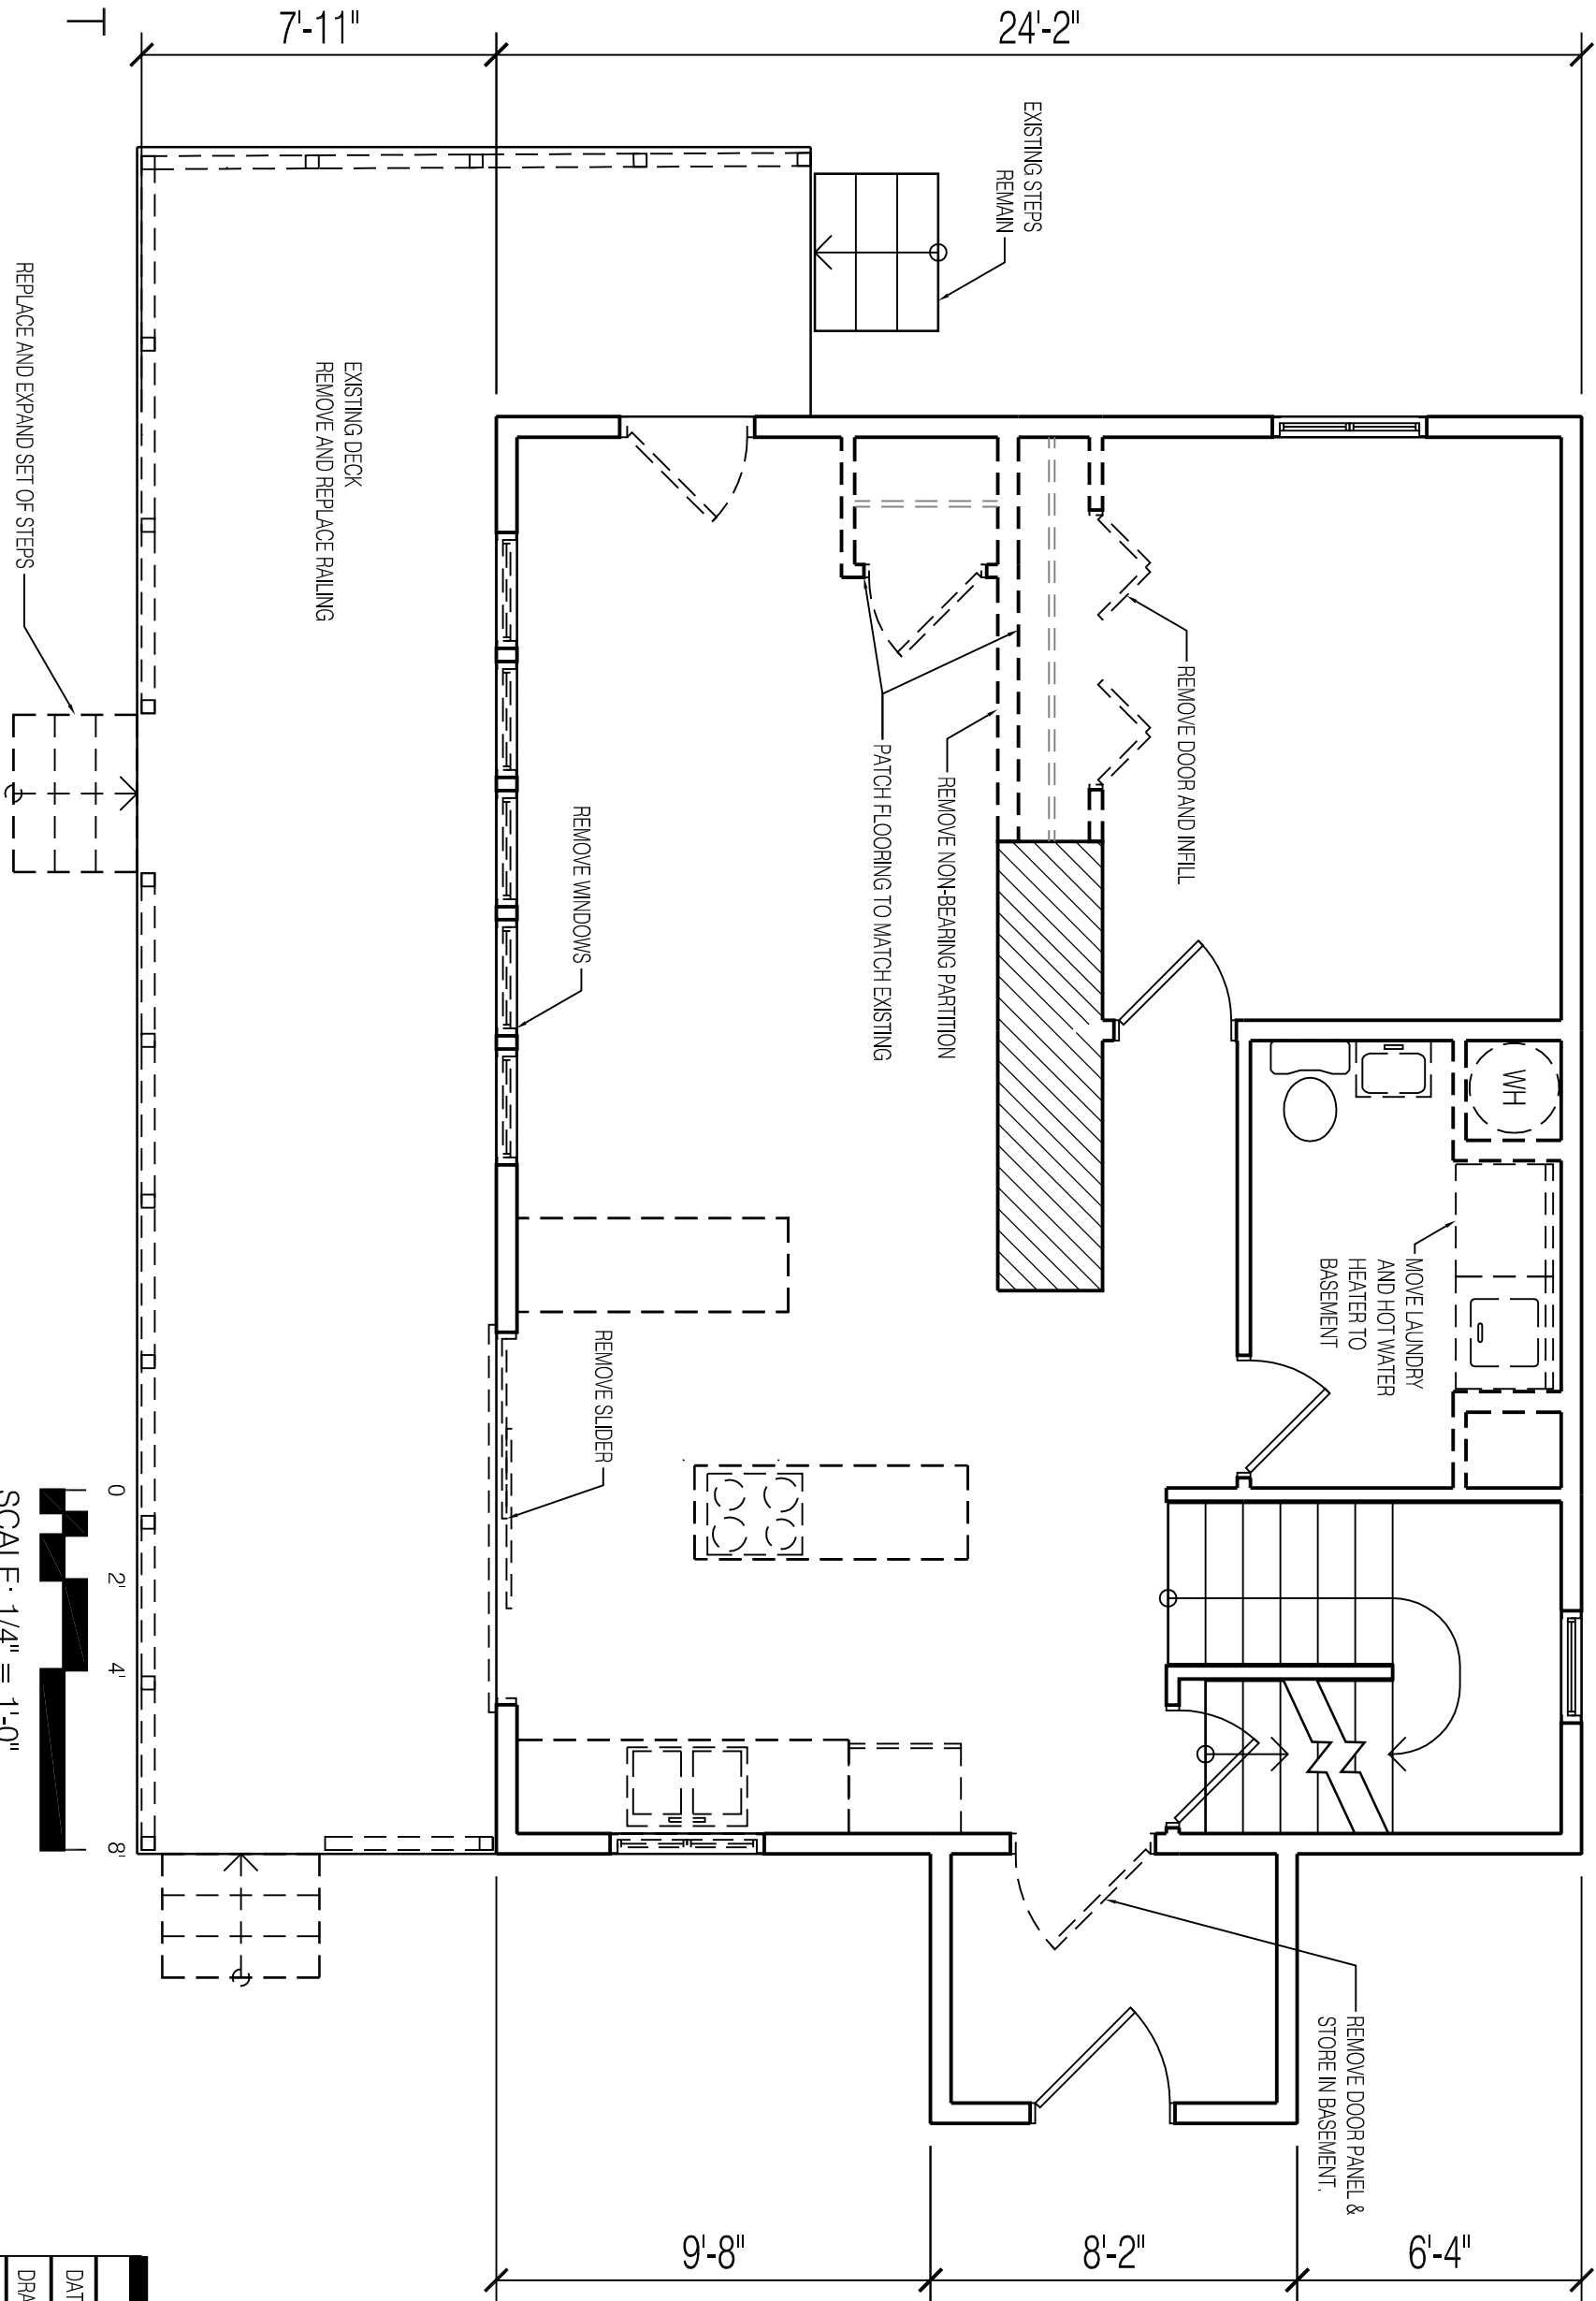 7'-11"
24'-2"
EXISTING STEPS
REMAIN
REPLACE AND EXPAND SET OF STEPS
EXISTING DECK
REMOVE AND REPLACE RAILING
REMOVE DOOR AND INFILL
REMOVE NON-BEARING PARTITION
PATCH FLOORING TO MATCH EXISTING
REMOVE WINDOWS
WH
MOVE LAUNDRY
AND HOT WATER
HEATER TO
BASEMENT
REMOVE SLIDER
0 2' 4' 8'
SCALE: 1/4" = 1'-0"
REMOVE DOOR PANEL &
STORE IN BASEMENT.
9'-8"
8'-2"
6'-4"